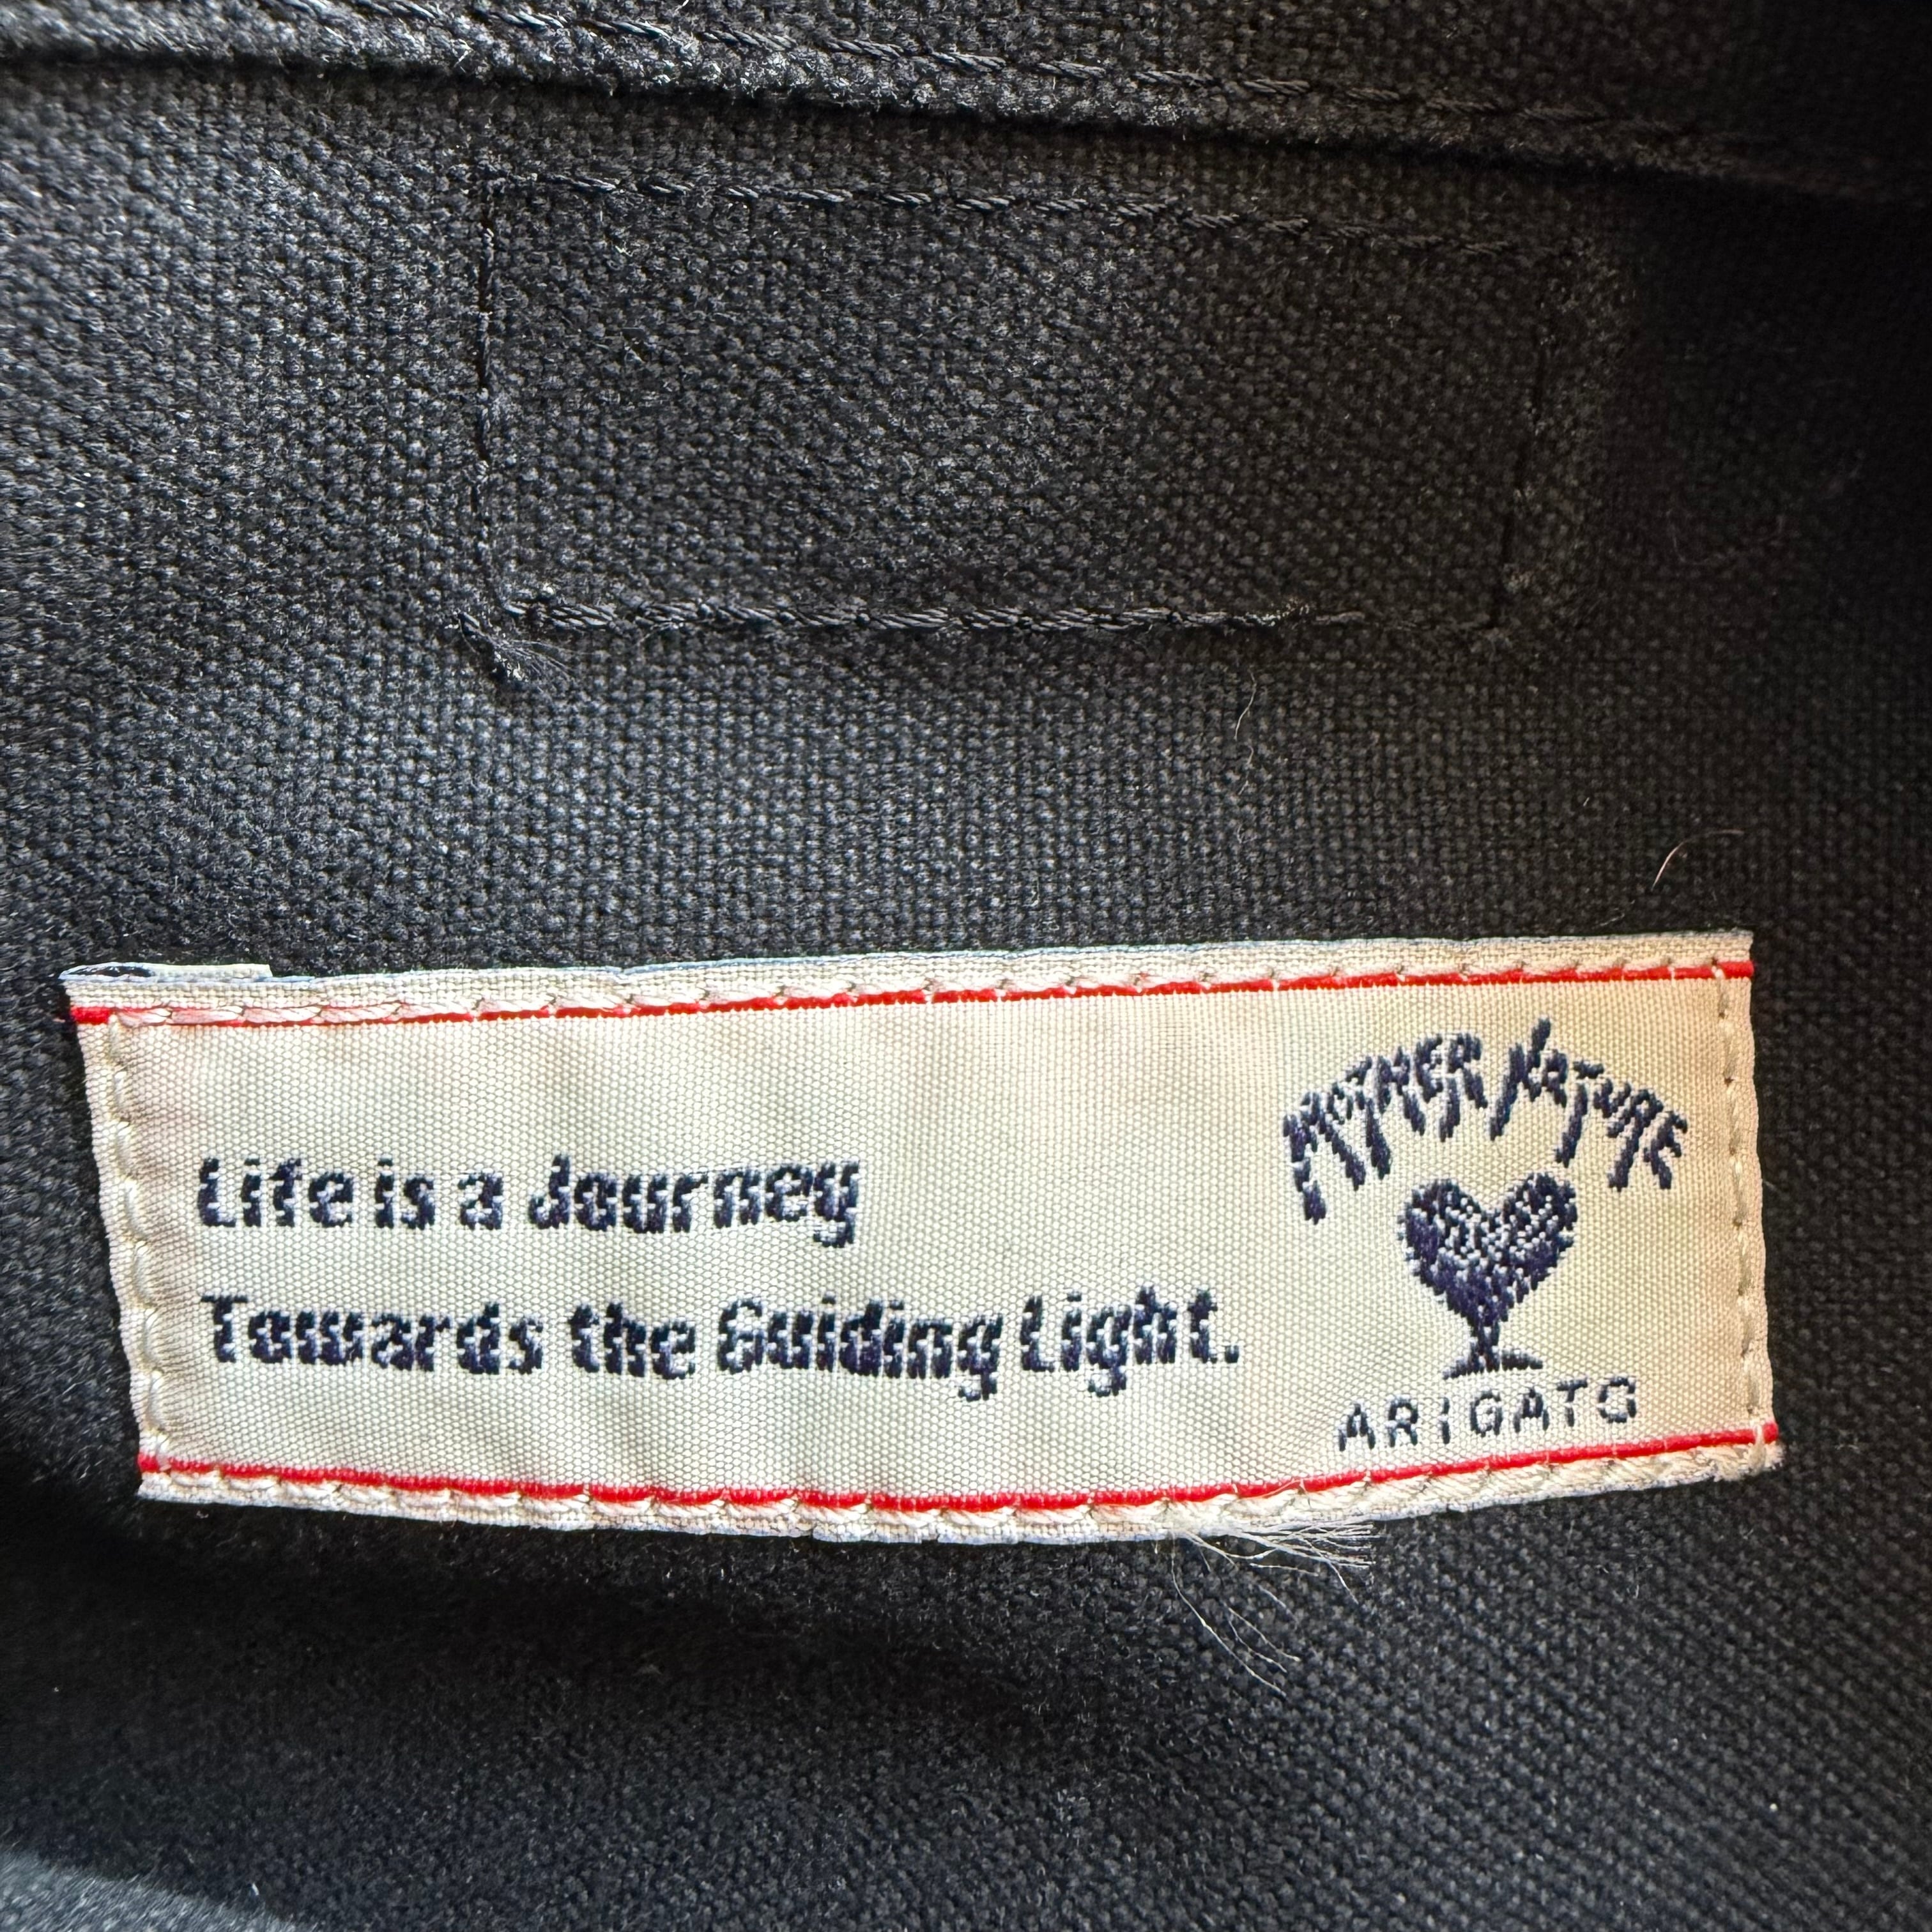 Life is a Journey
Towards the Guiding Light.
MOTHER NATURE
ARIGATO